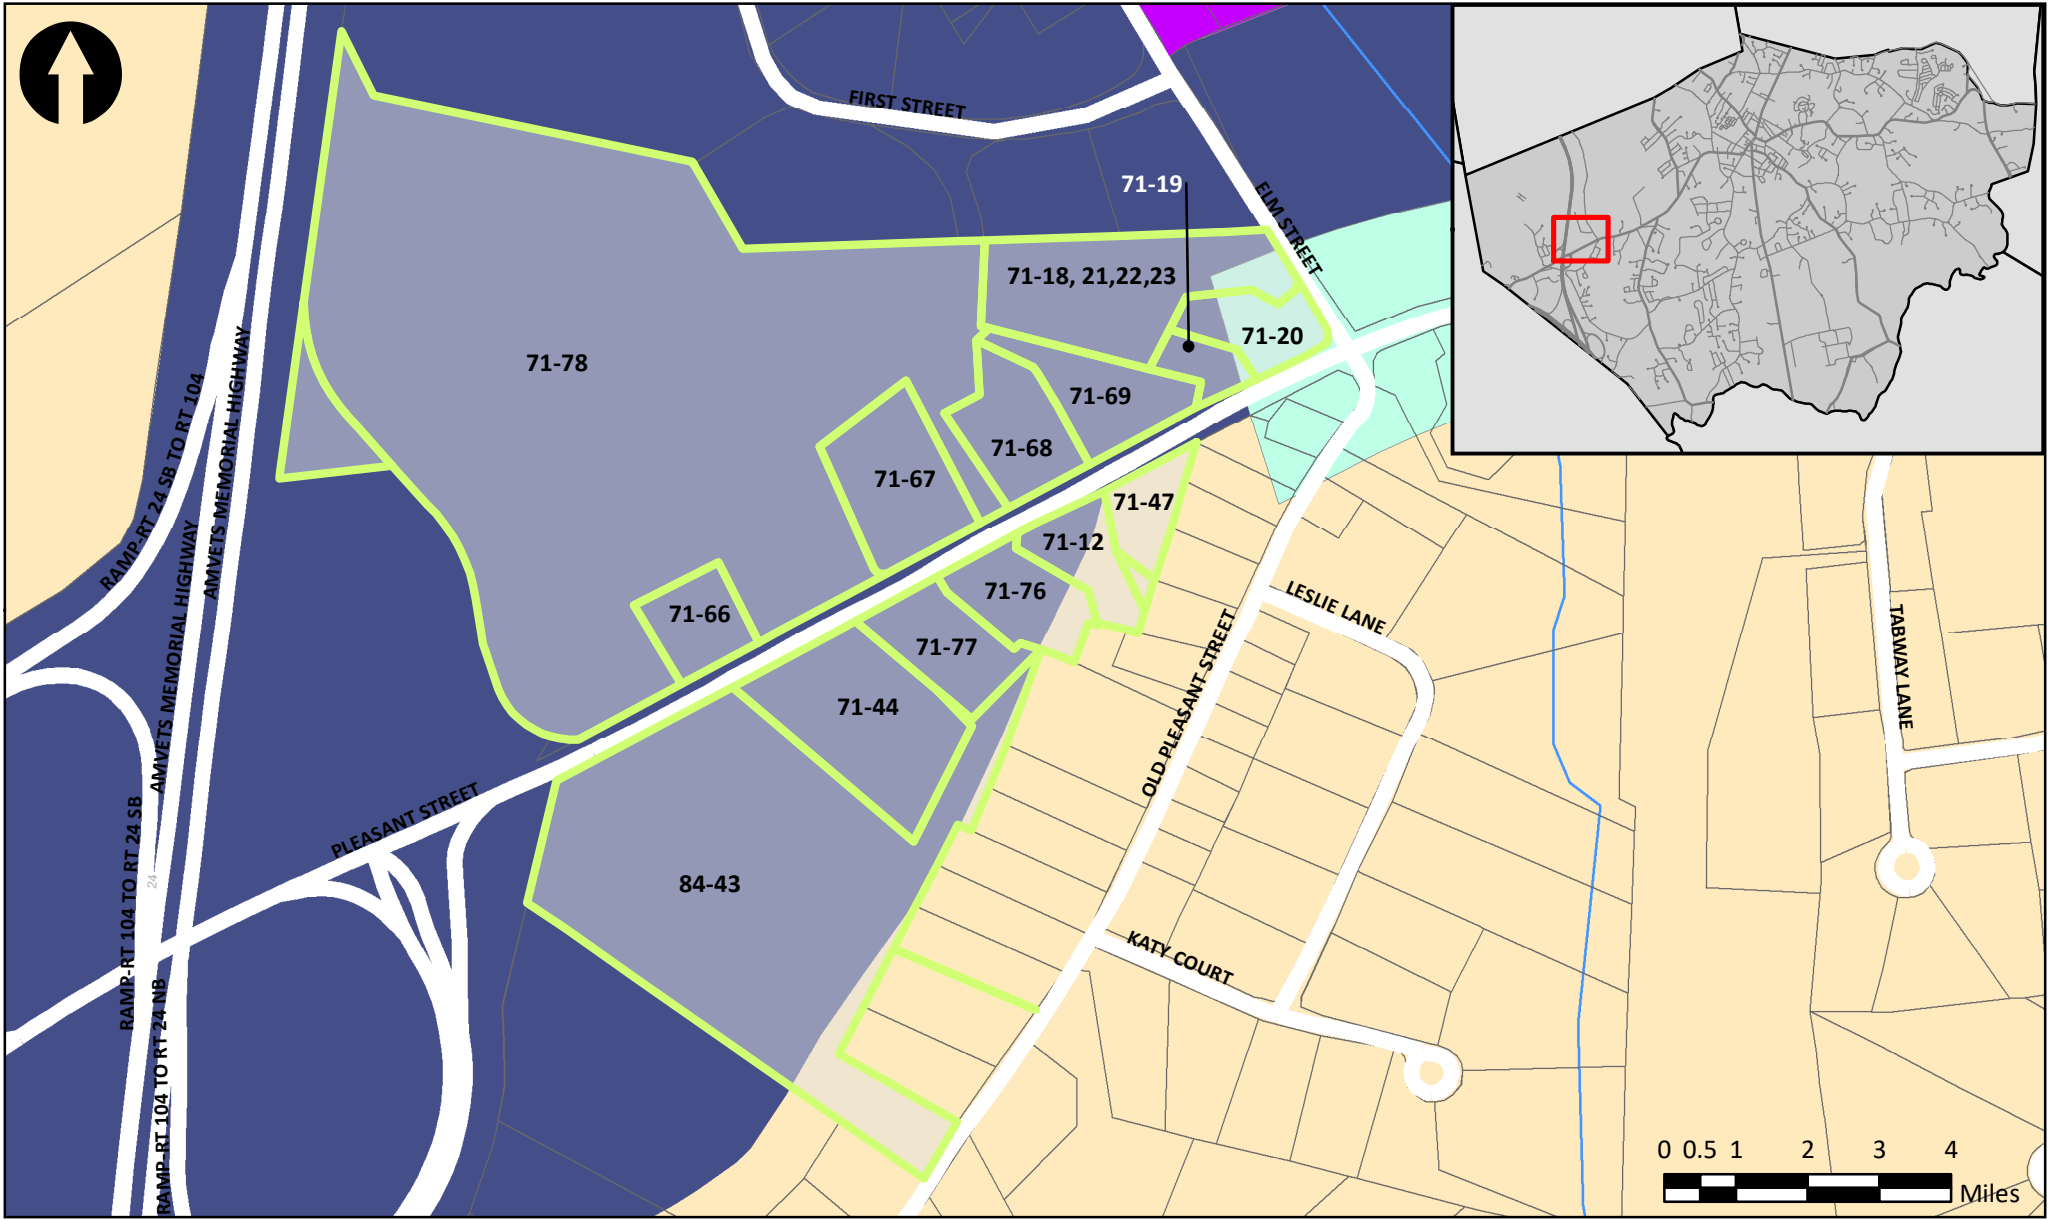 FIRST STREET
71-19
ELM STREET
71-18, 21,22,23
71-20
71-78
71-69
71-68
71-67
71-47
71-12
71-76
71-66
71-77
71-44
84-43
RAMP-RT 24 SB TO RT 104
AMVETS MEMORIAL HIGHWAY
AMVETS MEMORIAL HIGHWAY
RAMP-RT 104 TO RT 24 SB
24
RAMP-RT 104 TO RT 24 NB
PLEASANT STREET
OLD PLEASANT STREET
LESLIE LANE
KATY COURT
TABWAY LANE
0 0.5 1 2 3 4
Miles